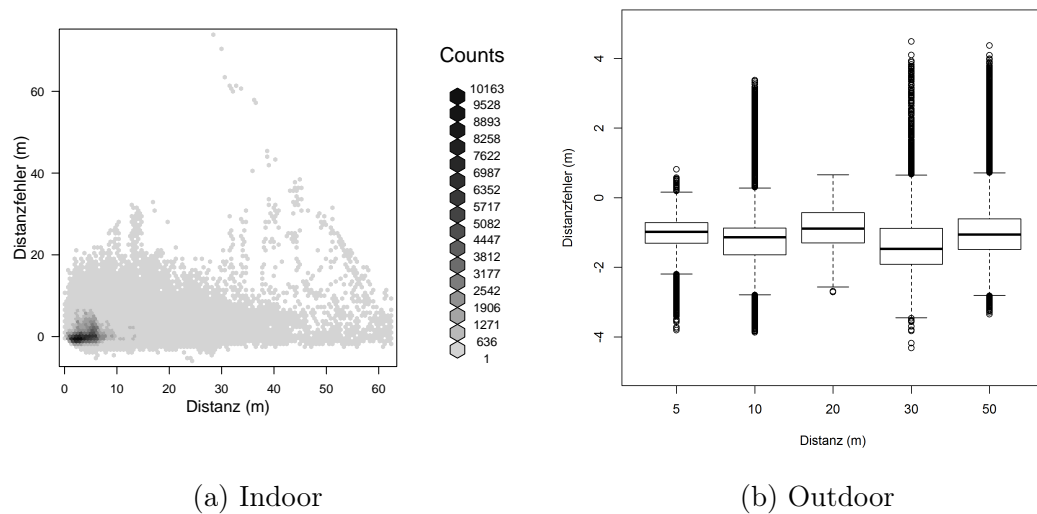 Counts
10163
9528
8893
8258
7622
6987
6352
5717
5082
4447
3812
3177
2542
1906
1271
636
1
60
40
20
0
Distanzfehler (m)
0 10 20 30 40 50 60
Distanz (m)
(a) Indoor
4
2
0
-2
-4
Distanzfehler (m)
5 10 20 30 50
Distanz (m)
(b) Outdoor